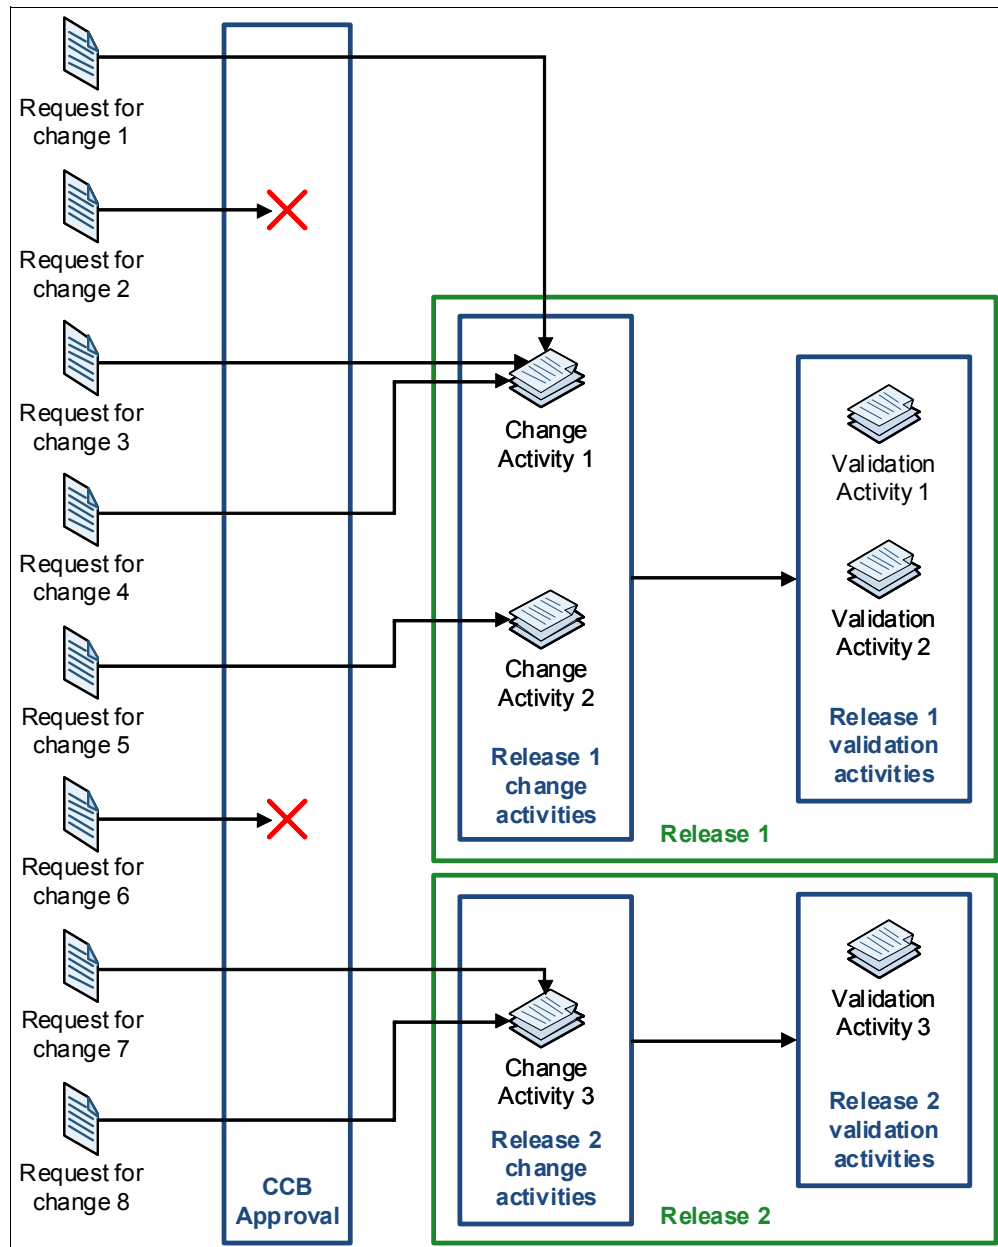 Request for
change 1
Request for
change 2
Request for
change 3
Request for
change 4
Request for
change 5
Request for
change 6
Request for
change 7
Request for
change 8
CCB
Approval
Change
Activity 1
Change
Activity 2
Release 1
change
activities
Validation
Activity 1
Validation
Activity 2
Release 1
validation
activities
Release 1
Change
Activity 3
Release 2
change
activities
Validation
Activity 3
Release 2
validation
activities
Release 2